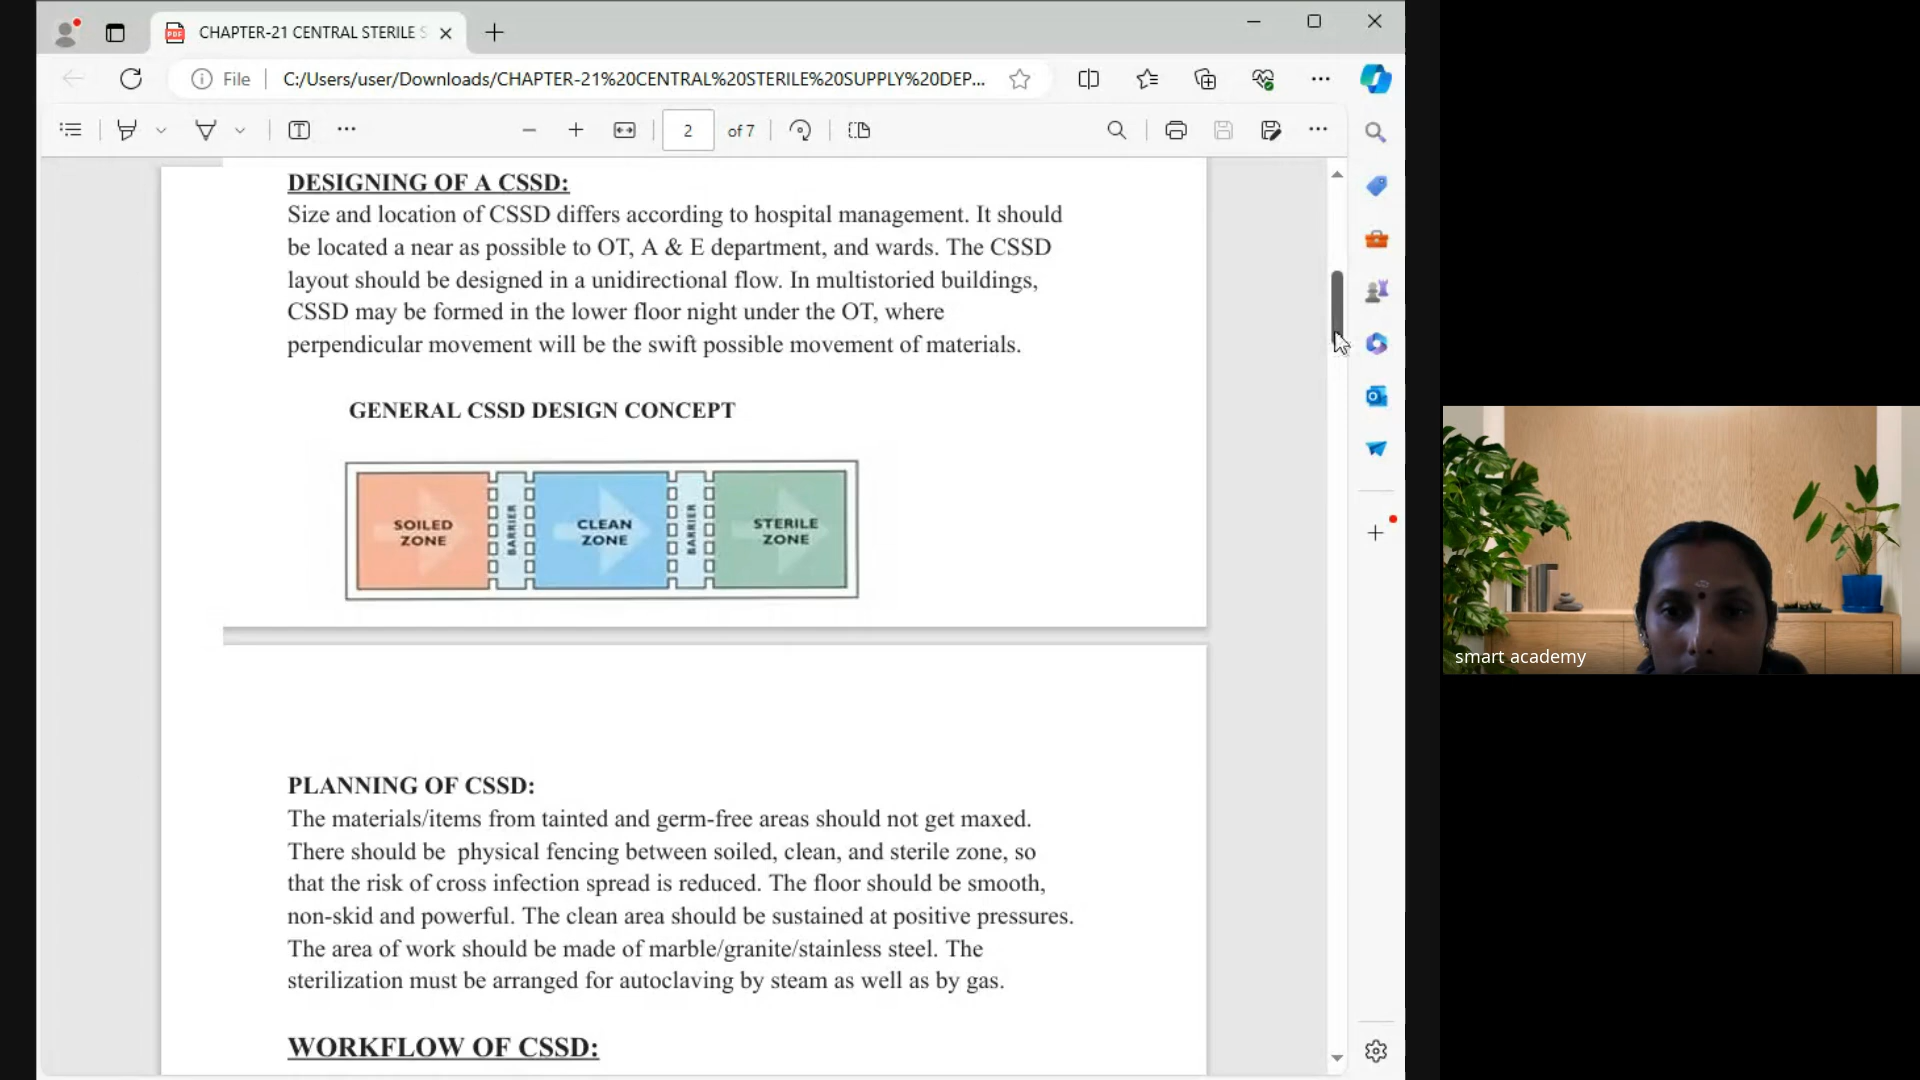 CHAPTER-21 CENTRAL STERILE S
File
C:/Users/user/Downloads/CHAPTER-21%20CENTRAL%20STERILE%20SUPPLY%20DEP...
2 of 7
DESIGNING OF A CSSD:
Size and location of CSSD differs according to hospital management. It should
be located a near as possible to OT, A & E department, and wards. The CSSD
layout should be designed in a unidirectional flow. In multistoried buildings,
CSSD may be formed in the lower floor night under the OT, where
perpendicular movement will be the swift possible movement of materials.
GENERAL CSSD DESIGN CONCEPT
SOILED
ZONE
BARRIER
CLEAN
ZONE
BARRIER
STERILE
ZONE
PLANNING OF CSSD:
The materials/items from tainted and germ-free areas should not get maxed.
There should be  physical fencing between soiled, clean, and sterile zone, so
that the risk of cross infection spread is reduced. The floor should be smooth,
non-skid and powerful. The clean area should be sustained at positive pressures.
The area of work should be made of marble/granite/stainless steel. The
sterilization must be arranged for autoclaving by steam as well as by gas.
WORKFLOW OF CSSD:
smart academy